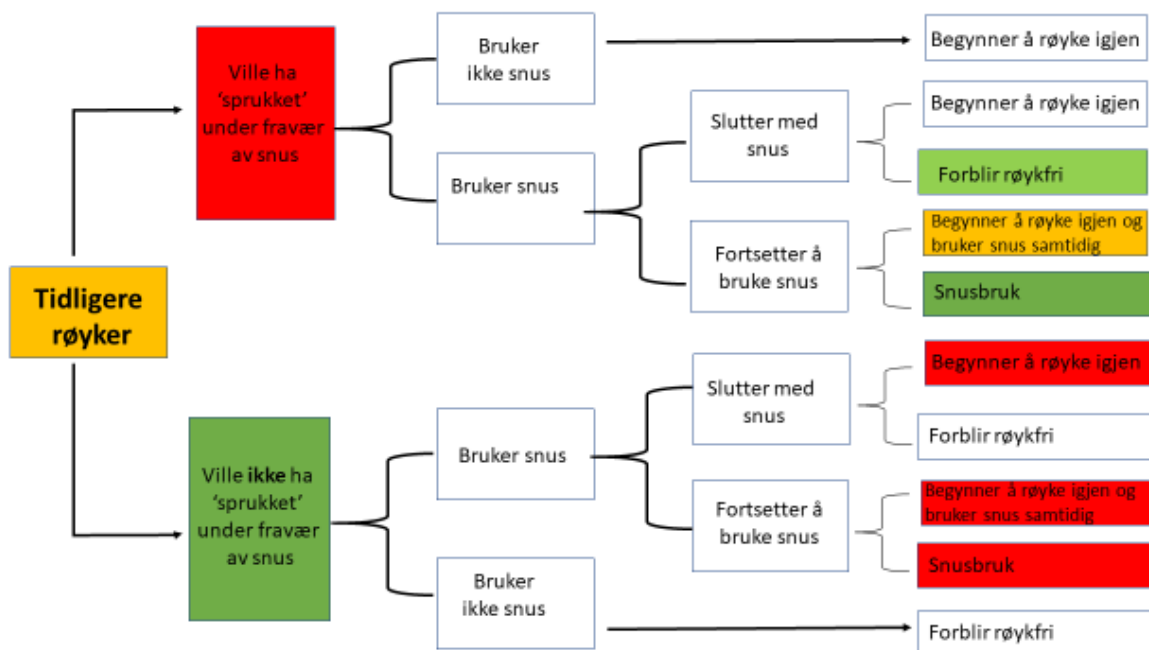 Tidligere
røyker
Ville ha
‘sprukket’
under fravær
av snus
Bruker
ikke snus
Begynner å røyke igjen
Bruker snus
Slutter med
snus
Begynner å røyke igjen
Forblir røykfri
Fortsetter å
bruke snus
Begynner å røyke igjen og
bruker snus samtidig
Snusbruk
Ville ikke ha
‘sprukket’
under fravær
av snus
Bruker snus
Slutter med
snus
Begynner å røyke igjen
Forblir røykfri
Fortsetter å
bruke snus
Begynner å røyke igjen og
bruker snus samtidig
Snusbruk
Bruker
ikke snus
Forblir røykfri